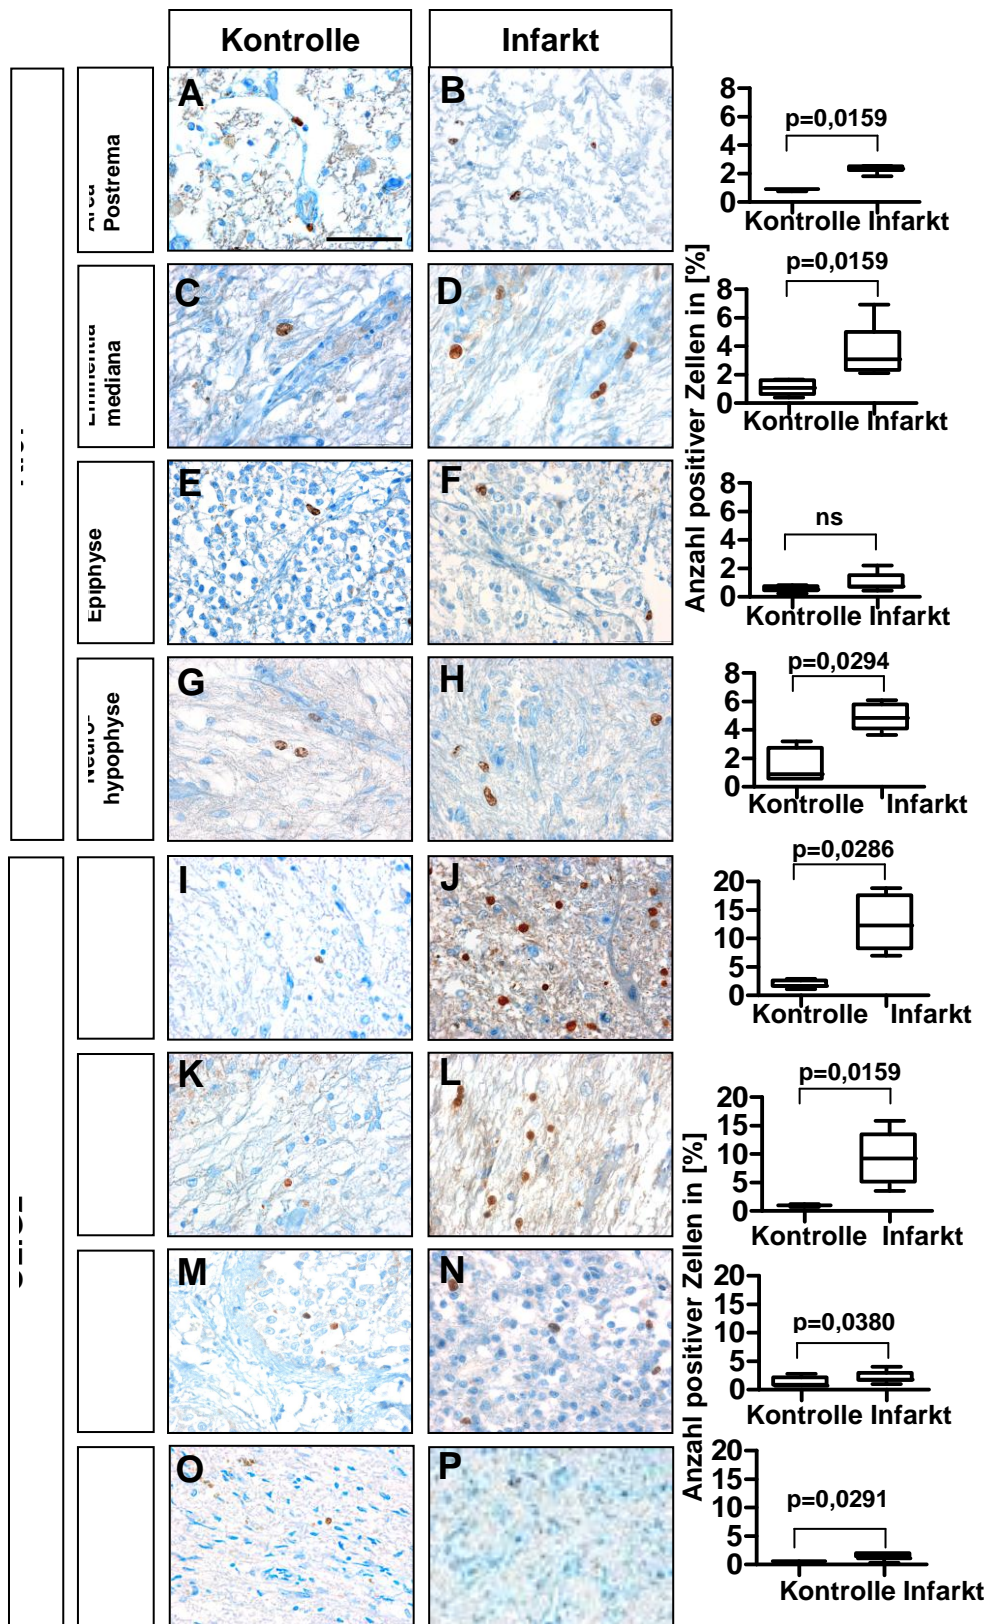 Kontrolle
Infarkt
Postrema
A
B
8
6
4
2
0
p=0,0159
Kontrolle Infarkt
mediana
C
D
8
6
4
2
0
p=0,0159
Kontrolle Infarkt
Anzahl positiver Zellen in [%]
Epiphyse
E
F
8
6
4
2
0
ns
Kontrolle Infarkt
hypophyse
G
H
8
6
4
2
0
p=0,0294
Kontrolle Infarkt
I
J
20
15
10
5
0
p=0,0286
Kontrolle Infarkt
K
L
20
15
10
5
0
p=0,0159
Kontrolle Infarkt
Anzahl positiver Zellen in [%]
M
N
20
15
10
5
0
p=0,0380
Kontrolle Infarkt
O
P
20
15
10
5
0
p=0,0291
Kontrolle Infarkt